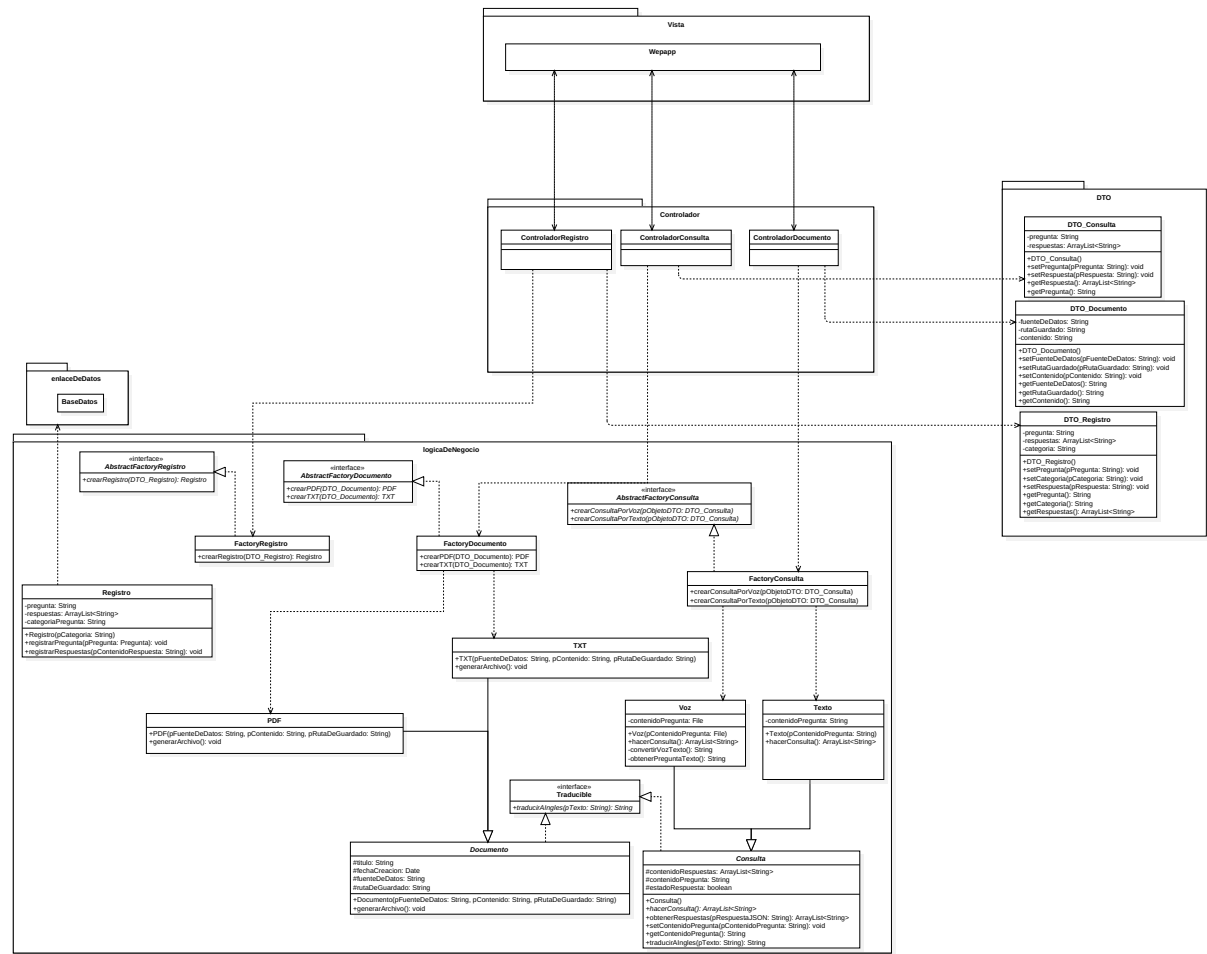 Vista
Wepapp
Controlador
ControladorRegistro
ControladorConsulta
ControladorDocumento
DTO
DTO_Consulta
-pregunta: String
-respuestas: ArrayList<String>
+DTO_Consulta()
+setPregunta(pPregunta: String): void
+setRespuesta(pRespuesta: String): void
+getRespuesta(): ArrayList<String>
+getPregunta(): String
DTO_Documento
-fuenteDeDatos: String
-rutaGuardado: String
-contenido: String
+DTO_Documento()
+setFuenteDeDatos(pFuenteDeDatos: String): void
+setRutaGuardado(pRutaGuardado: String): void
+setContenido(pContenido: String): void
+getFuenteDeDatos(): String
+getRutaGuardado(): String
+getContenido(): String
DTO_Registro
-pregunta: String
-respuestas: ArrayList<String>
-categoria: String
+DTO_Registro()
+setPregunta(pPregunta: String): void
+setCategoria(pCategoria: String): void
+setRespuesta(pRespuesta: String): void
+getPregunta(): String
+getCategoria(): String
+getRespuestas(): ArrayList<String>
enlaceDeDatos
BaseDatos
logicaDeNegocio
«interface»
AbstractFactoryRegistro
+crearRegistro(DTO_Registro): Registro
«interface»
AbstractFactoryDocumento
+crearPDF(DTO_Documento): PDF
+crearTXT(DTO_Documento): TXT
«interface»
AbstractFactoryConsulta
+crearConsultaPorVoz(pObjetoDTO: DTO_Consulta)
+crearConsultaPorTexto(pObjetoDTO: DTO_Consulta)
FactoryRegistro
+crearRegistro(DTO_Registro): Registro
FactoryDocumento
+crearPDF(DTO_Documento): PDF
+crearTXT(DTO_Documento): TXT
FactoryConsulta
+crearConsultaPorVoz(pObjetoDTO: DTO_Consulta)
+crearConsultaPorTexto(pObjetoDTO: DTO_Consulta)
Registro
-pregunta: String
-respuestas: ArrayList<String>
-categoriaPregunta: String
+Registro(pCategoria: String)
+registrarPregunta(pPregunta: Pregunta): void
+registrarRespuestas(pContenidoRespuesta: String): void
TXT
+TXT(pFuenteDeDatos: String, pContenido: String, pRutaDeGuardado: String)
+generarArchivo(): void
PDF
+PDF(pFuenteDeDatos: String, pContenido: String, pRutaDeGuardado: String)
+generarArchivo(): void
Voz
-contenidoPregunta: File
+Voz(pContenidoPregunta: File)
+hacerConsulta(): ArrayList<String>
-convertirVozTexto(): String
-obtenerPreguntaTexto(): String
Texto
-contenidoPregunta: String
+Texto(pContenidoPregunta: String)
+hacerConsulta(): ArrayList<String>
«interface»
Traducible
+traducirAIngles(pTexto: String): String
Documento
#titulo: String
#fechaCreacion: Date
#fuenteDeDatos: String
#rutaDeGuardado: String
+Documento(pFuenteDeDatos: String, pContenido: String, pRutaDeGuardado: String)
+generarArchivo(): void
Consulta
#contenidoRespuestas: ArrayList<String>
#contenidoPregunta: String
#estadoRespuesta: boolean
+Consulta()
+hacerConsulta(): ArrayList<String>
+obtenerRespuestas(pRespuestaJSON: String): ArrayList<String>
+setContenidoPregunta(pContenidoPregunta: String): void
+getContenidoPregunta(): String
+traducirAIngles(pTexto: String): String